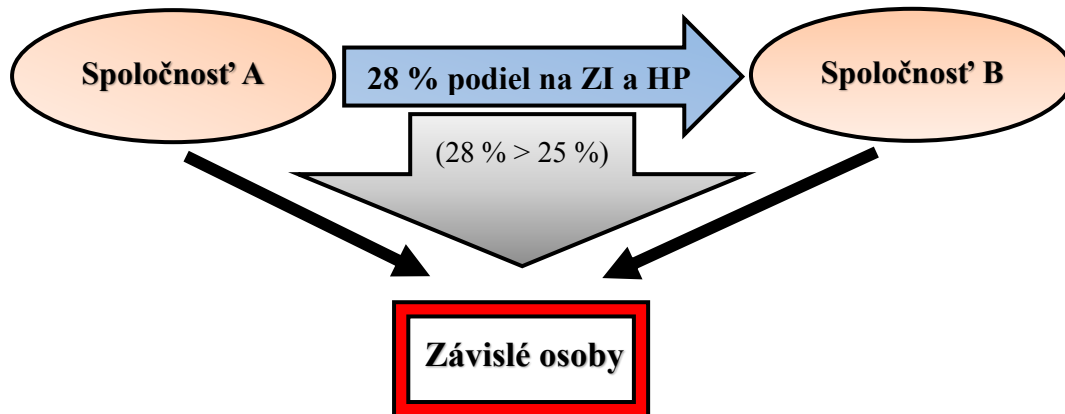 Spoločnosť A
28 % podiel na ZI a HP
Spoločnosť B
(28 % > 25 %)
Závislé osoby